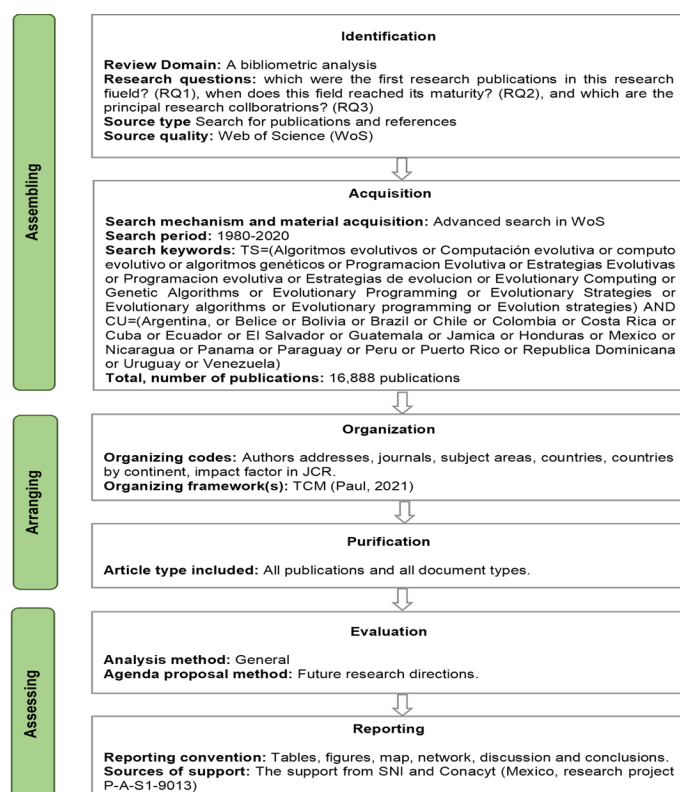 Assembling
Identification
Review Domain: A bibliometric analysis
Research questions: which were the first research publications in this research
fiueld? (RQ1), when does this field reached its maturity? (RQ2), and which are the
principal research collboratrions? (RQ3)
Source type Search for publications and references
Source quality: Web of Science (WoS)
Acquisition
Search mechanism and material acquisition: Advanced search in WoS
Search period: 1980-2020
Search keywords: TS=(Algoritmos evolutivos or Computación evolutiva or computo
evolutivo or algoritmos genéticos or Programacion Evolutiva or Estrategias Evolutivas
or Programacion evolutiva or Estrategias de evolucion or Evolutionary Computing or
Genetic Algorithms or Evolutionary Programming or Evolutionary Strategies or
Evolutionary algorithms or Evolutionary programming or Evolution strategies) AND
CU=(Argentina, or Belice or Bolivia or Brazil or Chile or Colombia or Costa Rica or
Cuba or Ecuador or El Salvador or Guatemala or Jamica or Honduras or Mexico or
Nicaragua or Panama or Paraguay or Peru or Puerto Rico or Republica Dominicana
or Uruguay or Venezuela)
Total, number of publications: 16,888 publications
Arranging
Organization
Organizing codes: Authors addresses, journals, subject areas, countries, countries
by continent, impact factor in JCR.
Organizing framework(s): TCM (Paul, 2021)
Purification
Article type included: All publications and all document types.
Assessing
Evaluation
Analysis method: General
Agenda proposal method: Future research directions.
Reporting
Reporting convention: Tables, figures, map, network, discussion and conclusions.
Sources of support: The support from SNI and Conacyt (Mexico, research project
P-A-S1-9013)